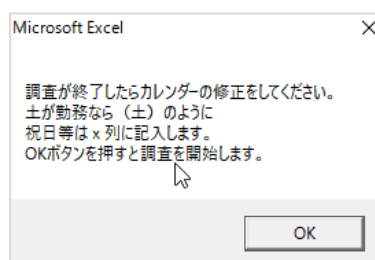 Microsoft Excel
調査が終了したらカレンダーの修正をしてください。
土が勤務なら（土）のように
祝日等は x 列に記入します。
OKボタンを押すと調査を開始します。
OK